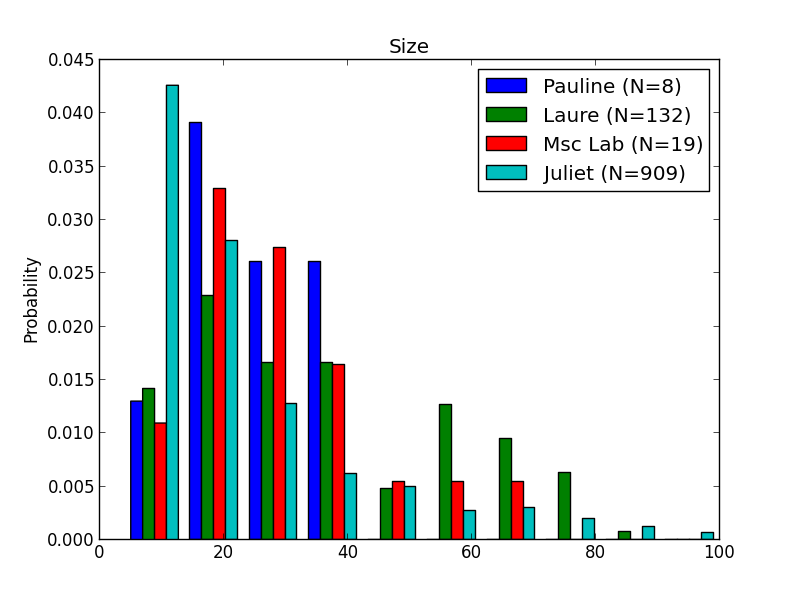 Size
0.045
0.040
0.035
0.030
0.025
0.020
0.015
0.010
0.005
0.000
Probability
Pauline (N=8)
Laure (N=132)
Msc Lab (N=19)
Juliet (N=909)
0 20 40 60 80 100